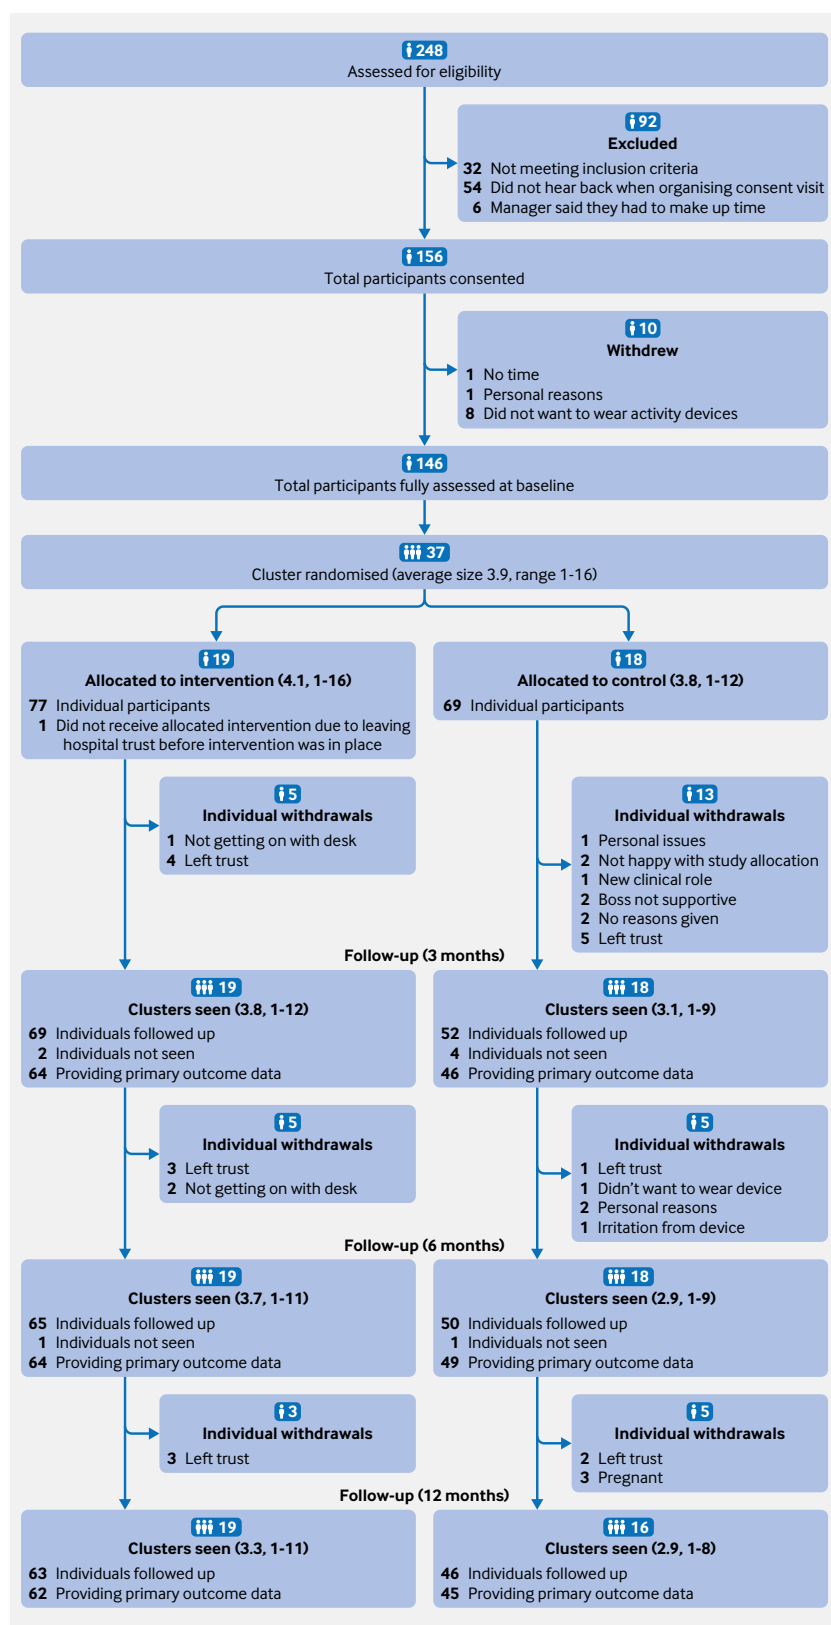 248
Assessed for eligibility
92
Excluded
32 Not meeting inclusion criteria
54 Did not hear back when organising consent visit
6 Manager said they had to make up time
156
Total participants consented
10
Withdrew
1 No time
1 Personal reasons
8 Did not want to wear activity devices
146
Total participants fully assessed at baseline
37
Cluster randomised (average size 3.9, range 1-16)
19
Allocated to intervention (4.1, 1-16)
77 Individual participants
1 Did not receive allocated intervention due to leaving
hospital trust before intervention was in place
18
Allocated to control (3.8, 1-12)
69 Individual participants
5
Individual withdrawals
1 Not getting on with desk
4 Left trust
13
Individual withdrawals
1 Personal issues
2 Not happy with study allocation
1 New clinical role
2 Boss not supportive
2 No reasons given
5 Left trust
Follow-up (3 months)
19
Clusters seen (3.8, 1-12)
69 Individuals followed up
2 Individuals not seen
64 Providing primary outcome data
18
Clusters seen (3.1, 1-9)
52 Individuals followed up
4 Individuals not seen
46 Providing primary outcome data
5
Individual withdrawals
3 Left trust
2 Not getting on with desk
5
Individual withdrawals
1 Left trust
1 Didn't want to wear device
2 Personal reasons
1 Irritation from device
Follow-up (6 months)
19
Clusters seen (3.7, 1-11)
65 Individuals followed up
1 Individuals not seen
64 Providing primary outcome data
18
Clusters seen (2.9, 1-9)
50 Individuals followed up
1 Individuals not seen
49 Providing primary outcome data
3
Individual withdrawals
3 Left trust
5
Individual withdrawals
2 Left trust
3 Pregnant
Follow-up (12 months)
19
Clusters seen (3.3, 1-11)
63 Individuals followed up
62 Providing primary outcome data
16
Clusters seen (2.9, 1-8)
46 Individuals followed up
45 Providing primary outcome data